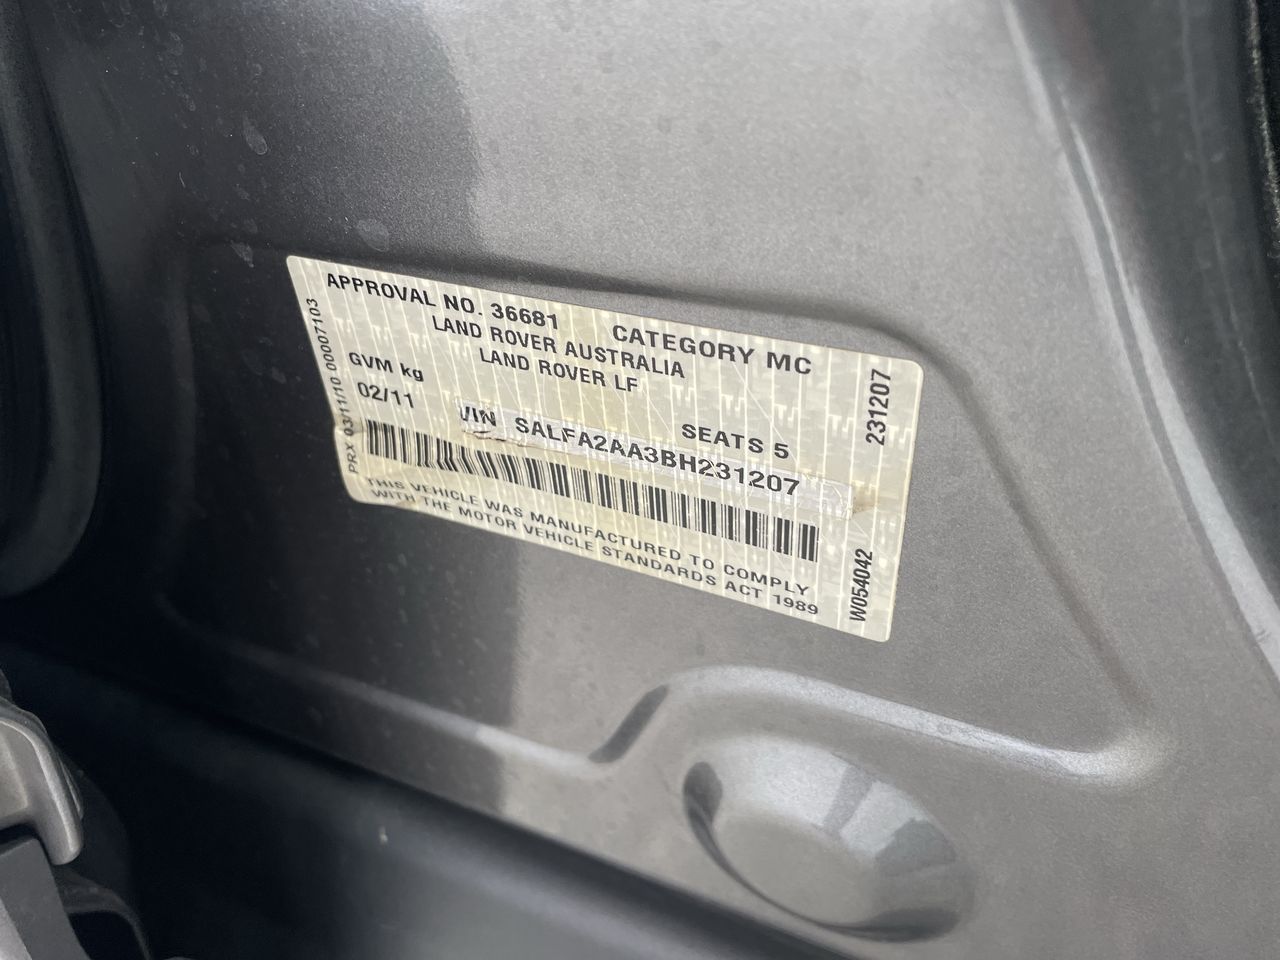 APPROVAL NO. 36681 CATEGORY MC
LAND ROVER AUSTRALIA
LAND ROVER LF
GVM kg
02/11
SEATS 5
VIN SALFA2AA3BH231207
THIS VEHICLE WAS MANUFACTURED TO COMPLY
WITH THE MOTOR VEHICLE STANDARDS ACT 1989
PRX 03/11/10 00007103
231207
W054042